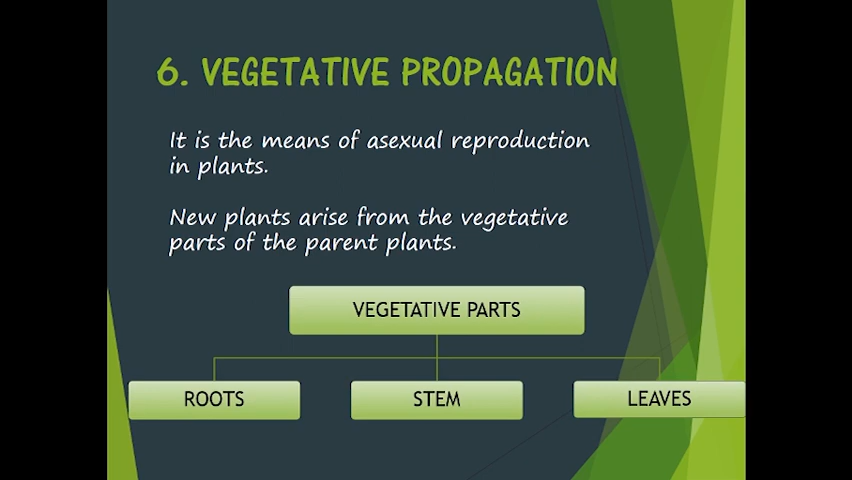 6. VEGETATIVE PROPAGATION
It is the means of asexual reproduction
in plants.
New plants arise from the vegetative
parts of the parent plants.
VEGETATIVE PARTS
ROOTS
STEM
LEAVES